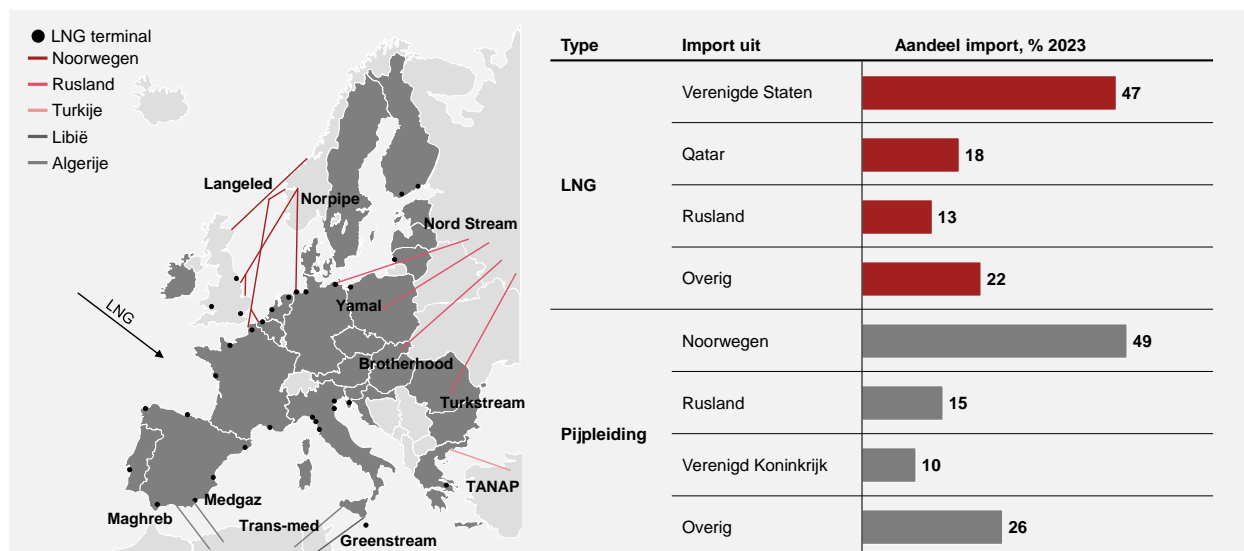 LNG terminal
Noorwegen
Rusland
Turkije
Libië
Algerije
Langeled
Norpipe
Nord Stream
Yamal
LNG
Brotherhood
Turkstream
TANAP
Medgaz
Maghreb
Trans-med
Greenstream
Type Import uit Aandeel import, % 2023
Verenigde Staten 47
Qatar 18
LNG
Rusland 13
Overig 22
Noorwegen 49
Rusland 15
Pijpleiding
Verenigd Koninkrijk 10
Overig 26